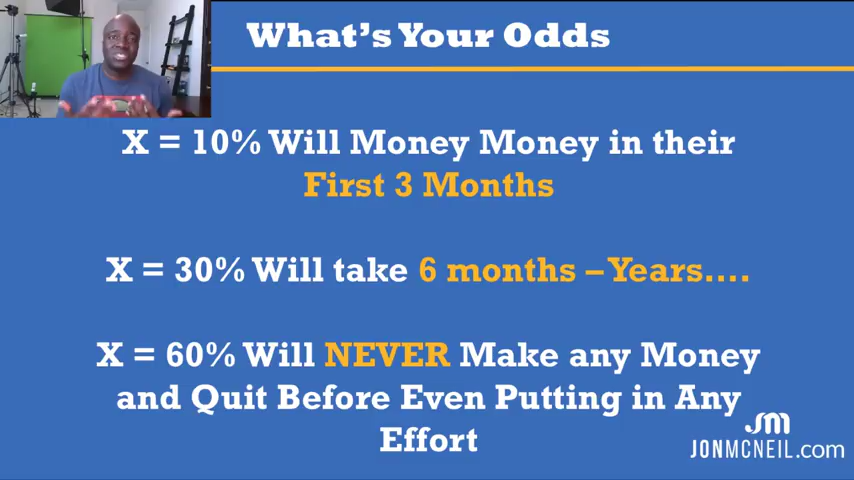 What's Your Odds
X = 10% Will Money Money in their
First 3 Months
X = 30% Will take 6 months – Years....
X = 60% Will NEVER Make any Money
and Quit Before Even Putting in Any
Effort
JM
JONMCNEIL.com